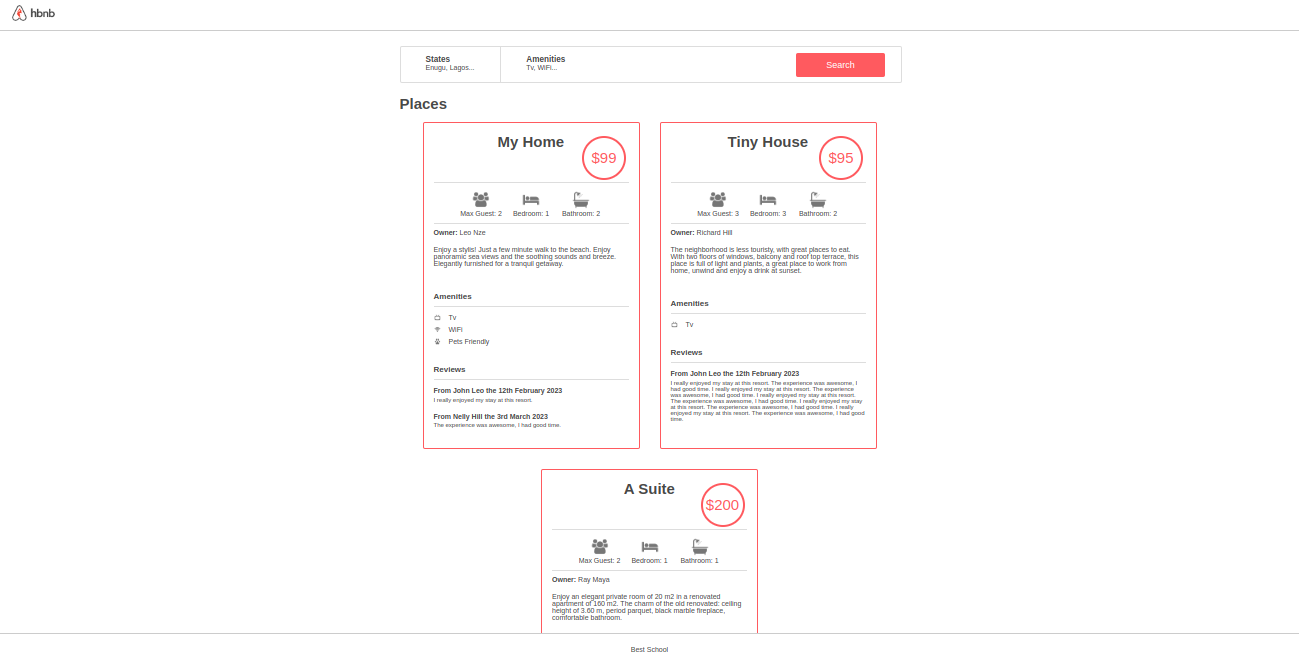 hbnb
States
Enugu, Lagos...
Amenities
Tv, WiFi...
Search
Places
My Home
$99
Max Guest: 2
Bedroom: 1
Bathroom: 2
Owner: Leo Nze
Enjoy a stylis! Just a few minute walk to the beach. Enjoy
panoramic sea views and the soothing sounds and breeze.
Elegantly furnished for a tranquil getaway.
Amenities
Tv
WiFi
Pets Friendly
Reviews
From John Leo the 12th February 2023
I really enjoyed my stay at this resort.
From Nelly Hill the 3rd March 2023
The experience was awesome, I had good time.
Tiny House
$95
Max Guest: 3
Bedroom: 3
Bathroom: 2
Owner: Richard Hill
The neighborhood is less touristy, with great places to eat.
With two floors of windows, balcony and roof top terrace, this
place is full of light and plants, a great place to work from
home, unwind and enjoy a drink at sunset.
Amenities
Tv
Reviews
From John Leo the 12th February 2023
I really enjoyed my stay at this resort. The experience was awesome, I
had good time. I really enjoyed my stay at this resort. The experience
was awesome, I had good time. I really enjoyed my stay at this resort.
The experience was awesome, I had good time. I really enjoyed my stay
at this resort. The experience was awesome, I had good time. I really
enjoyed my stay at this resort. The experience was awesome, I had good
time.
A Suite
$200
Max Guest: 2
Bedroom: 1
Bathroom: 1
Owner: Ray Maya
Enjoy an elegant private room of 20 m2 in a renovated
apartment of 160 m2. The charm of the old renovated: ceiling
height of 3.60 m, period parquet, black marble fireplace,
comfortable bathroom.
Best School